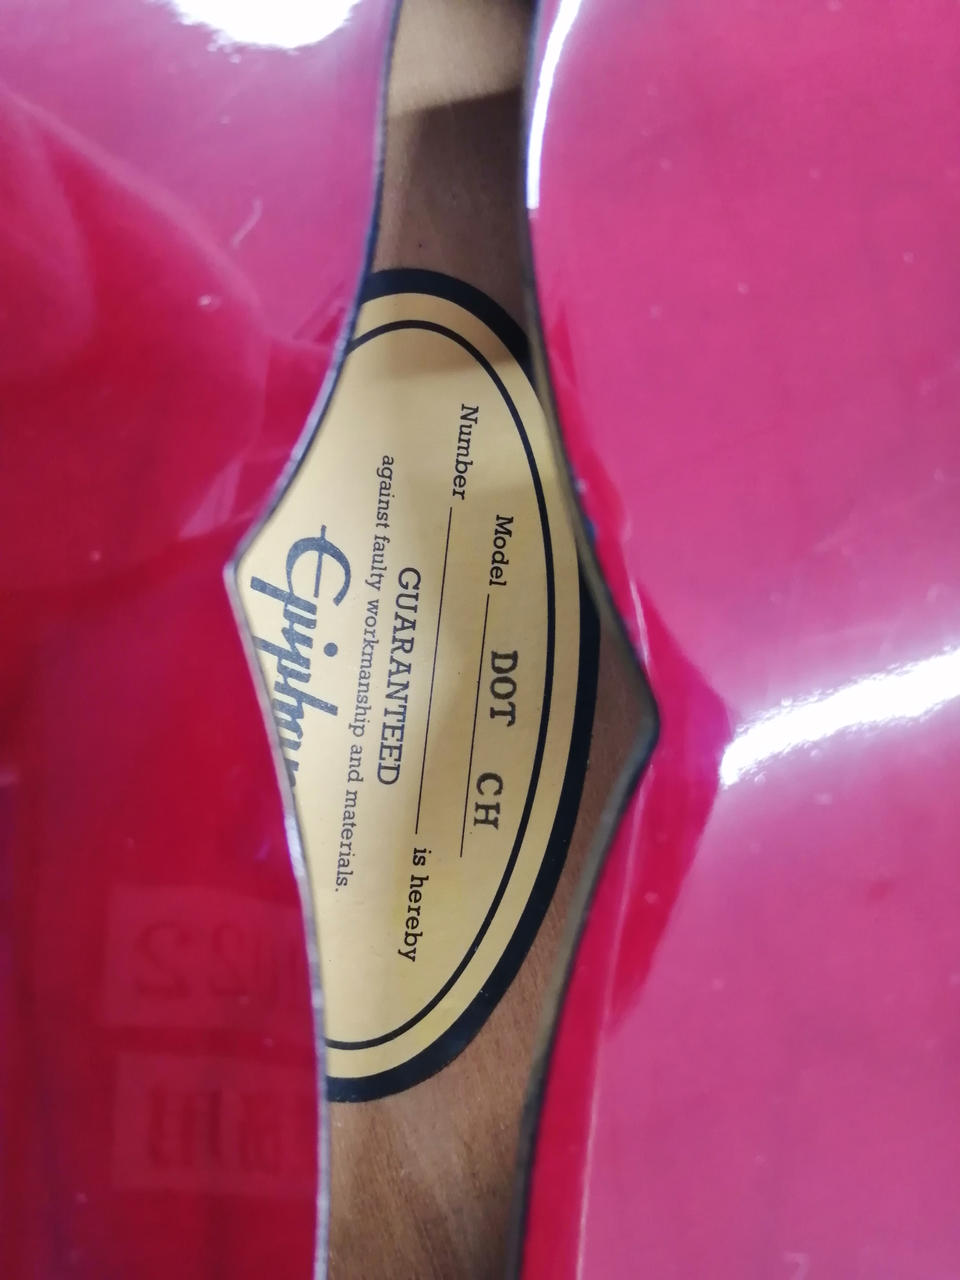 Model DOT CH
Number is hereby
GUARANTEED
against faulty workmanship and materials.
Epiphone